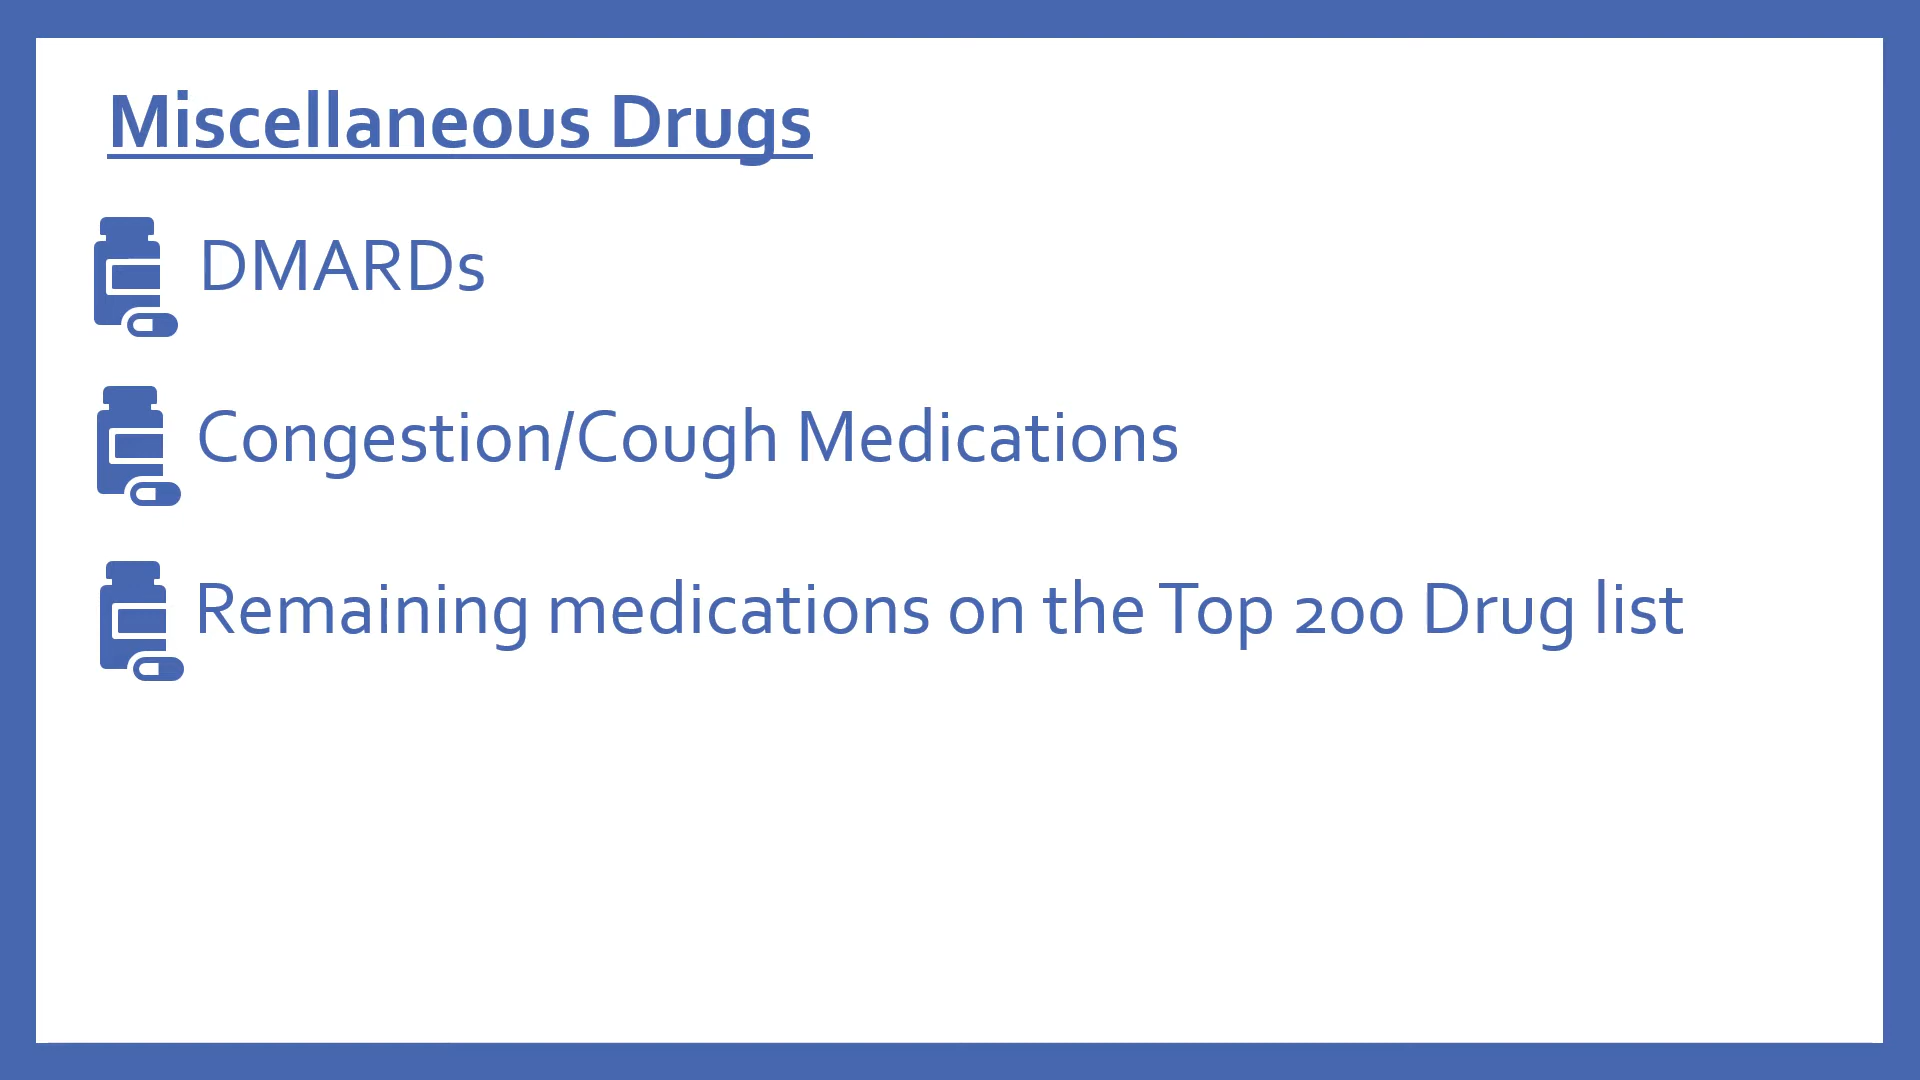 Miscellaneous Drugs
DMARDs
Congestion/Cough Medications
Remaining medications on the Top 200 Drug list